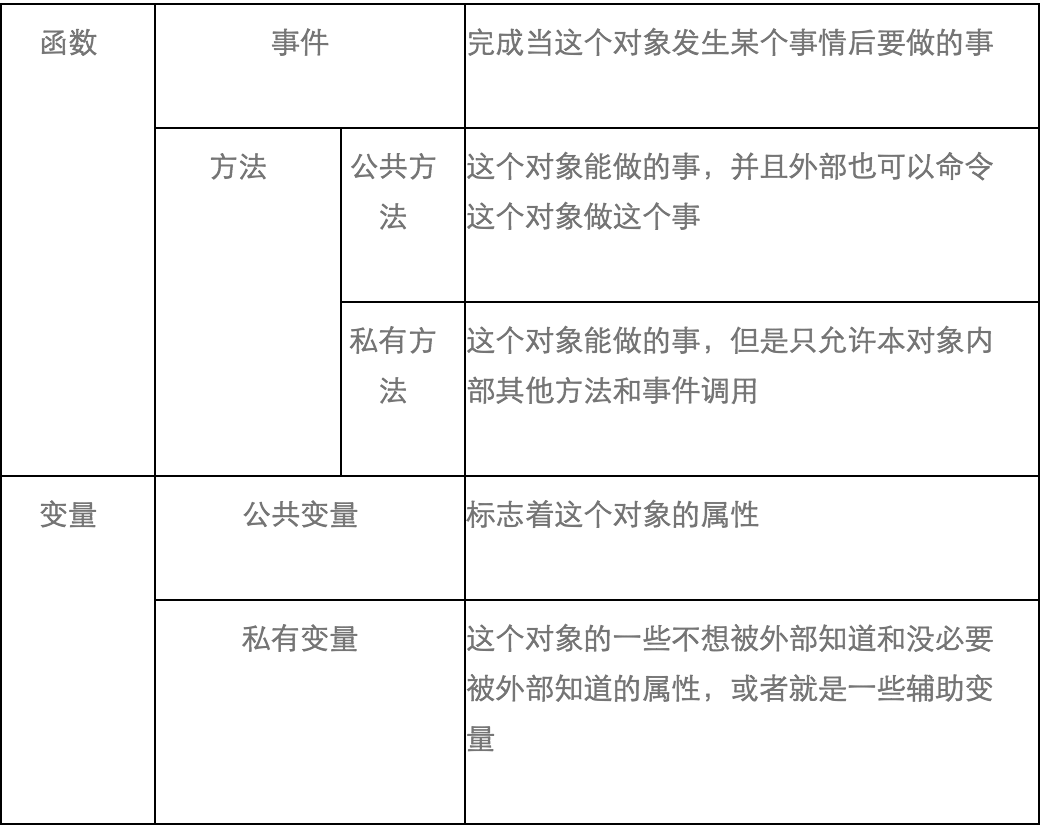 函数
事件
完成当这个对象发生某个事情后要做的事
方法
公共方
法
这个对象能做的事，并且外部也可以命令
这个对象做这个事
私有方
法
这个对象能做的事，但是只允许本对象内
部其他方法和事件调用
变量
公共变量
标志着这个对象的属性
私有变量
这个对象的一些不想被外部知道和没必要
被外部知道的属性，或者就是一些辅助变
量